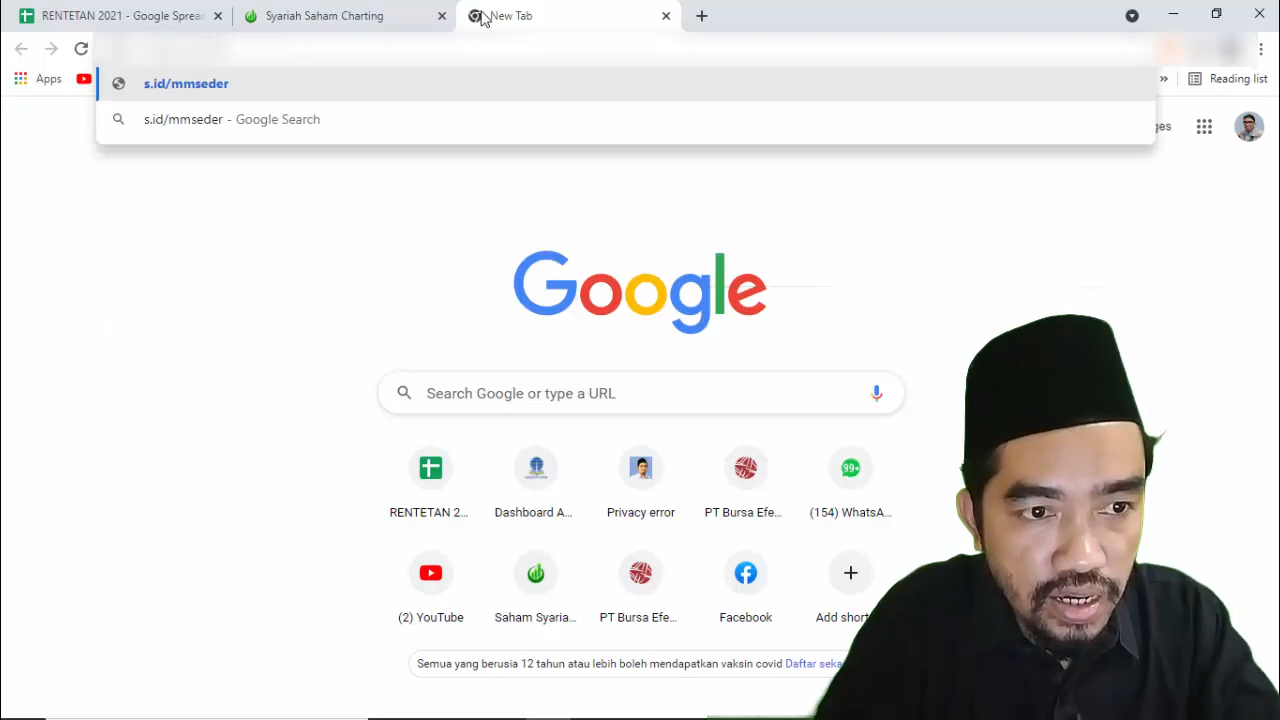 RENTETAN 2021 - Google Sprea
Syariah Saham Charting
New Tab
Apps
Reading list
s.id/mmseder
s.id/mmseder - Google Search
ges
Google
Search Google or type a URL
99+
RENTETAN 2...
Dashboard A...
Privacy error
PT Bursa Efe...
(154) WhatsA...
(2) YouTube
Saham Syaria...
PT Bursa Efe...
Facebook
Add short
Semua yang berusia 12 tahun atau lebih boleh mendapatkan vaksin covid Daftar seka